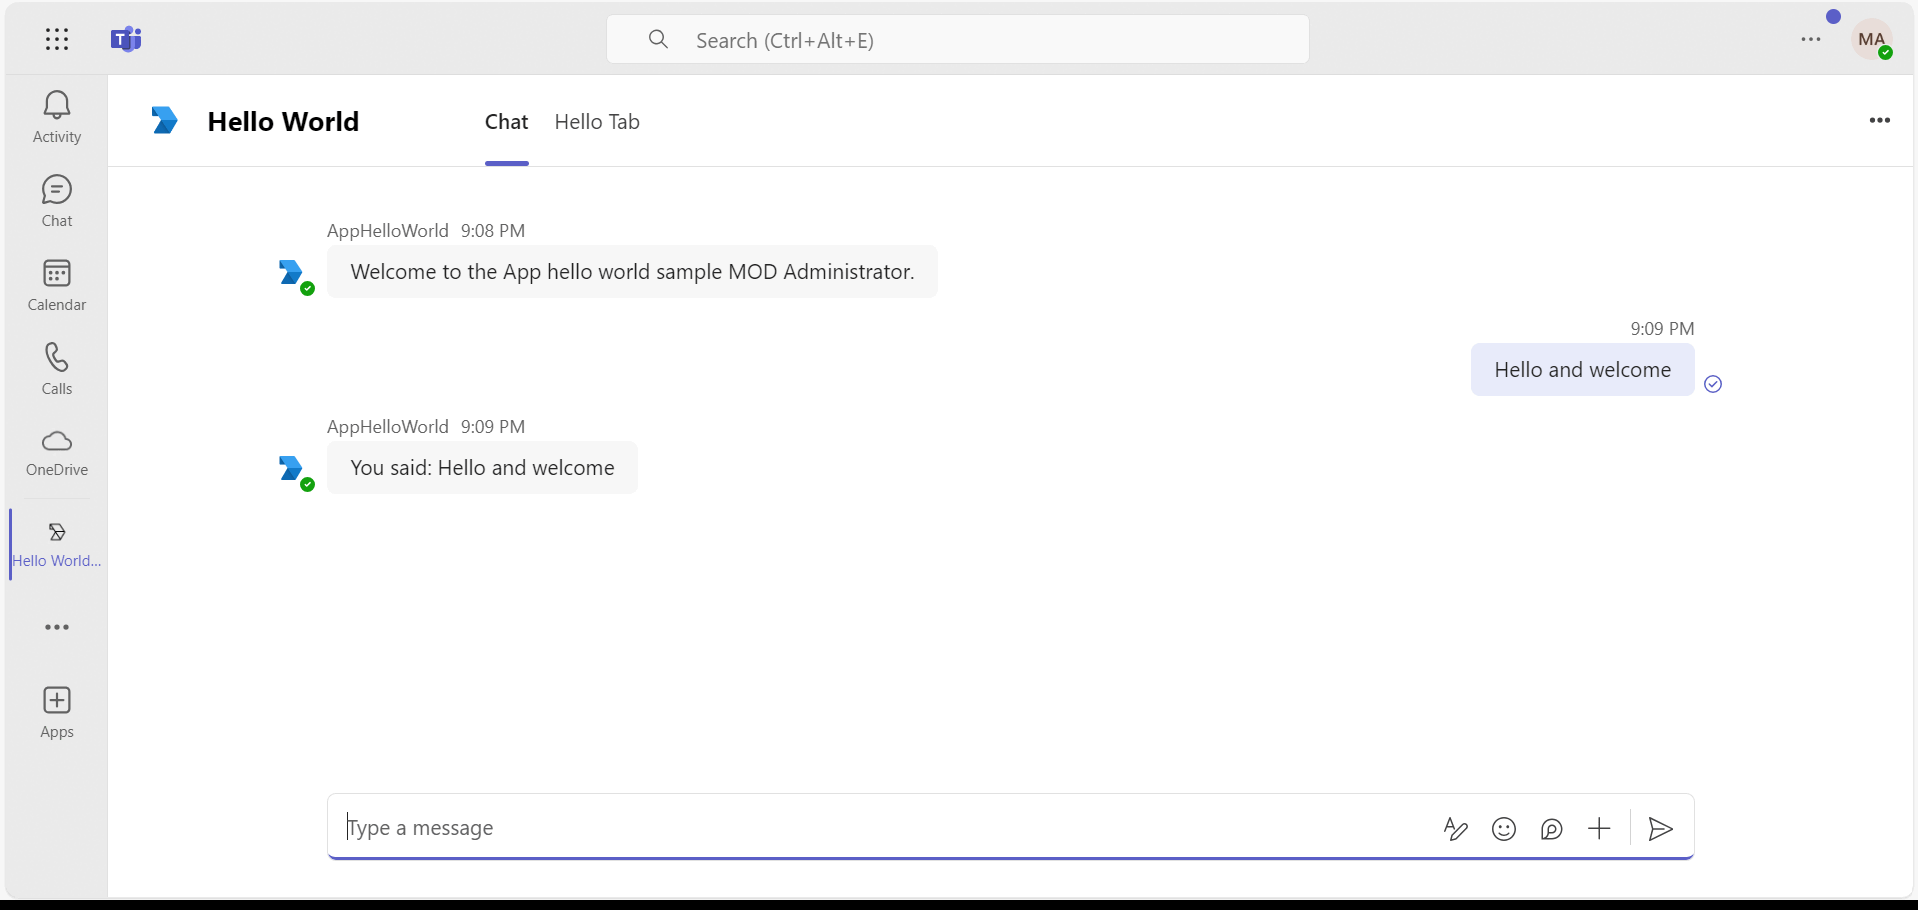 T
Search (Ctrl+Alt+E)
MA
Activity
Chat
Calendar
Calls
OneDrive
Hello World...
Apps
Hello World
Chat
Hello Tab
AppHelloWorld 9:08 PM
Welcome to the App hello world sample MOD Administrator.
9:09 PM
Hello and welcome
AppHelloWorld 9:09 PM
You said: Hello and welcome
Type a message